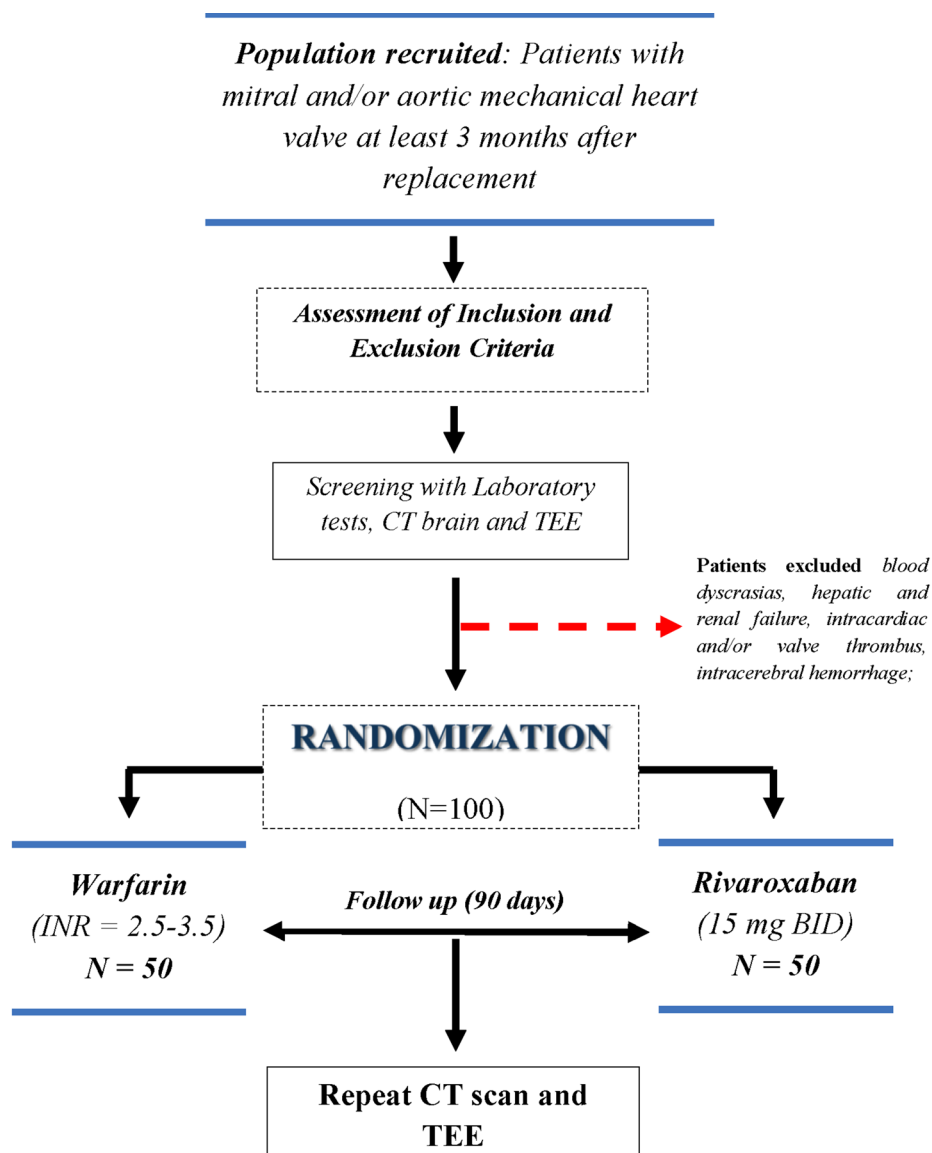 Population recruited: Patients with
mitral and/or aortic mechanical heart
valve at least 3 months after
replacement
Assessment of Inclusion and
Exclusion Criteria
Screening with Laboratory
tests, CT brain and TEE
Patients excluded blood
dyscrasias, hepatic and
renal failure, intracardiac
and/or valve thrombus,
intracerebral hemorrhage;
RANDOMIZATION
(N=100)
Warfarin
(INR = 2.5-3.5)
N = 50
Follow up (90 days)
Rivaroxaban
(15 mg BID)
N = 50
Repeat CT scan and
TEE